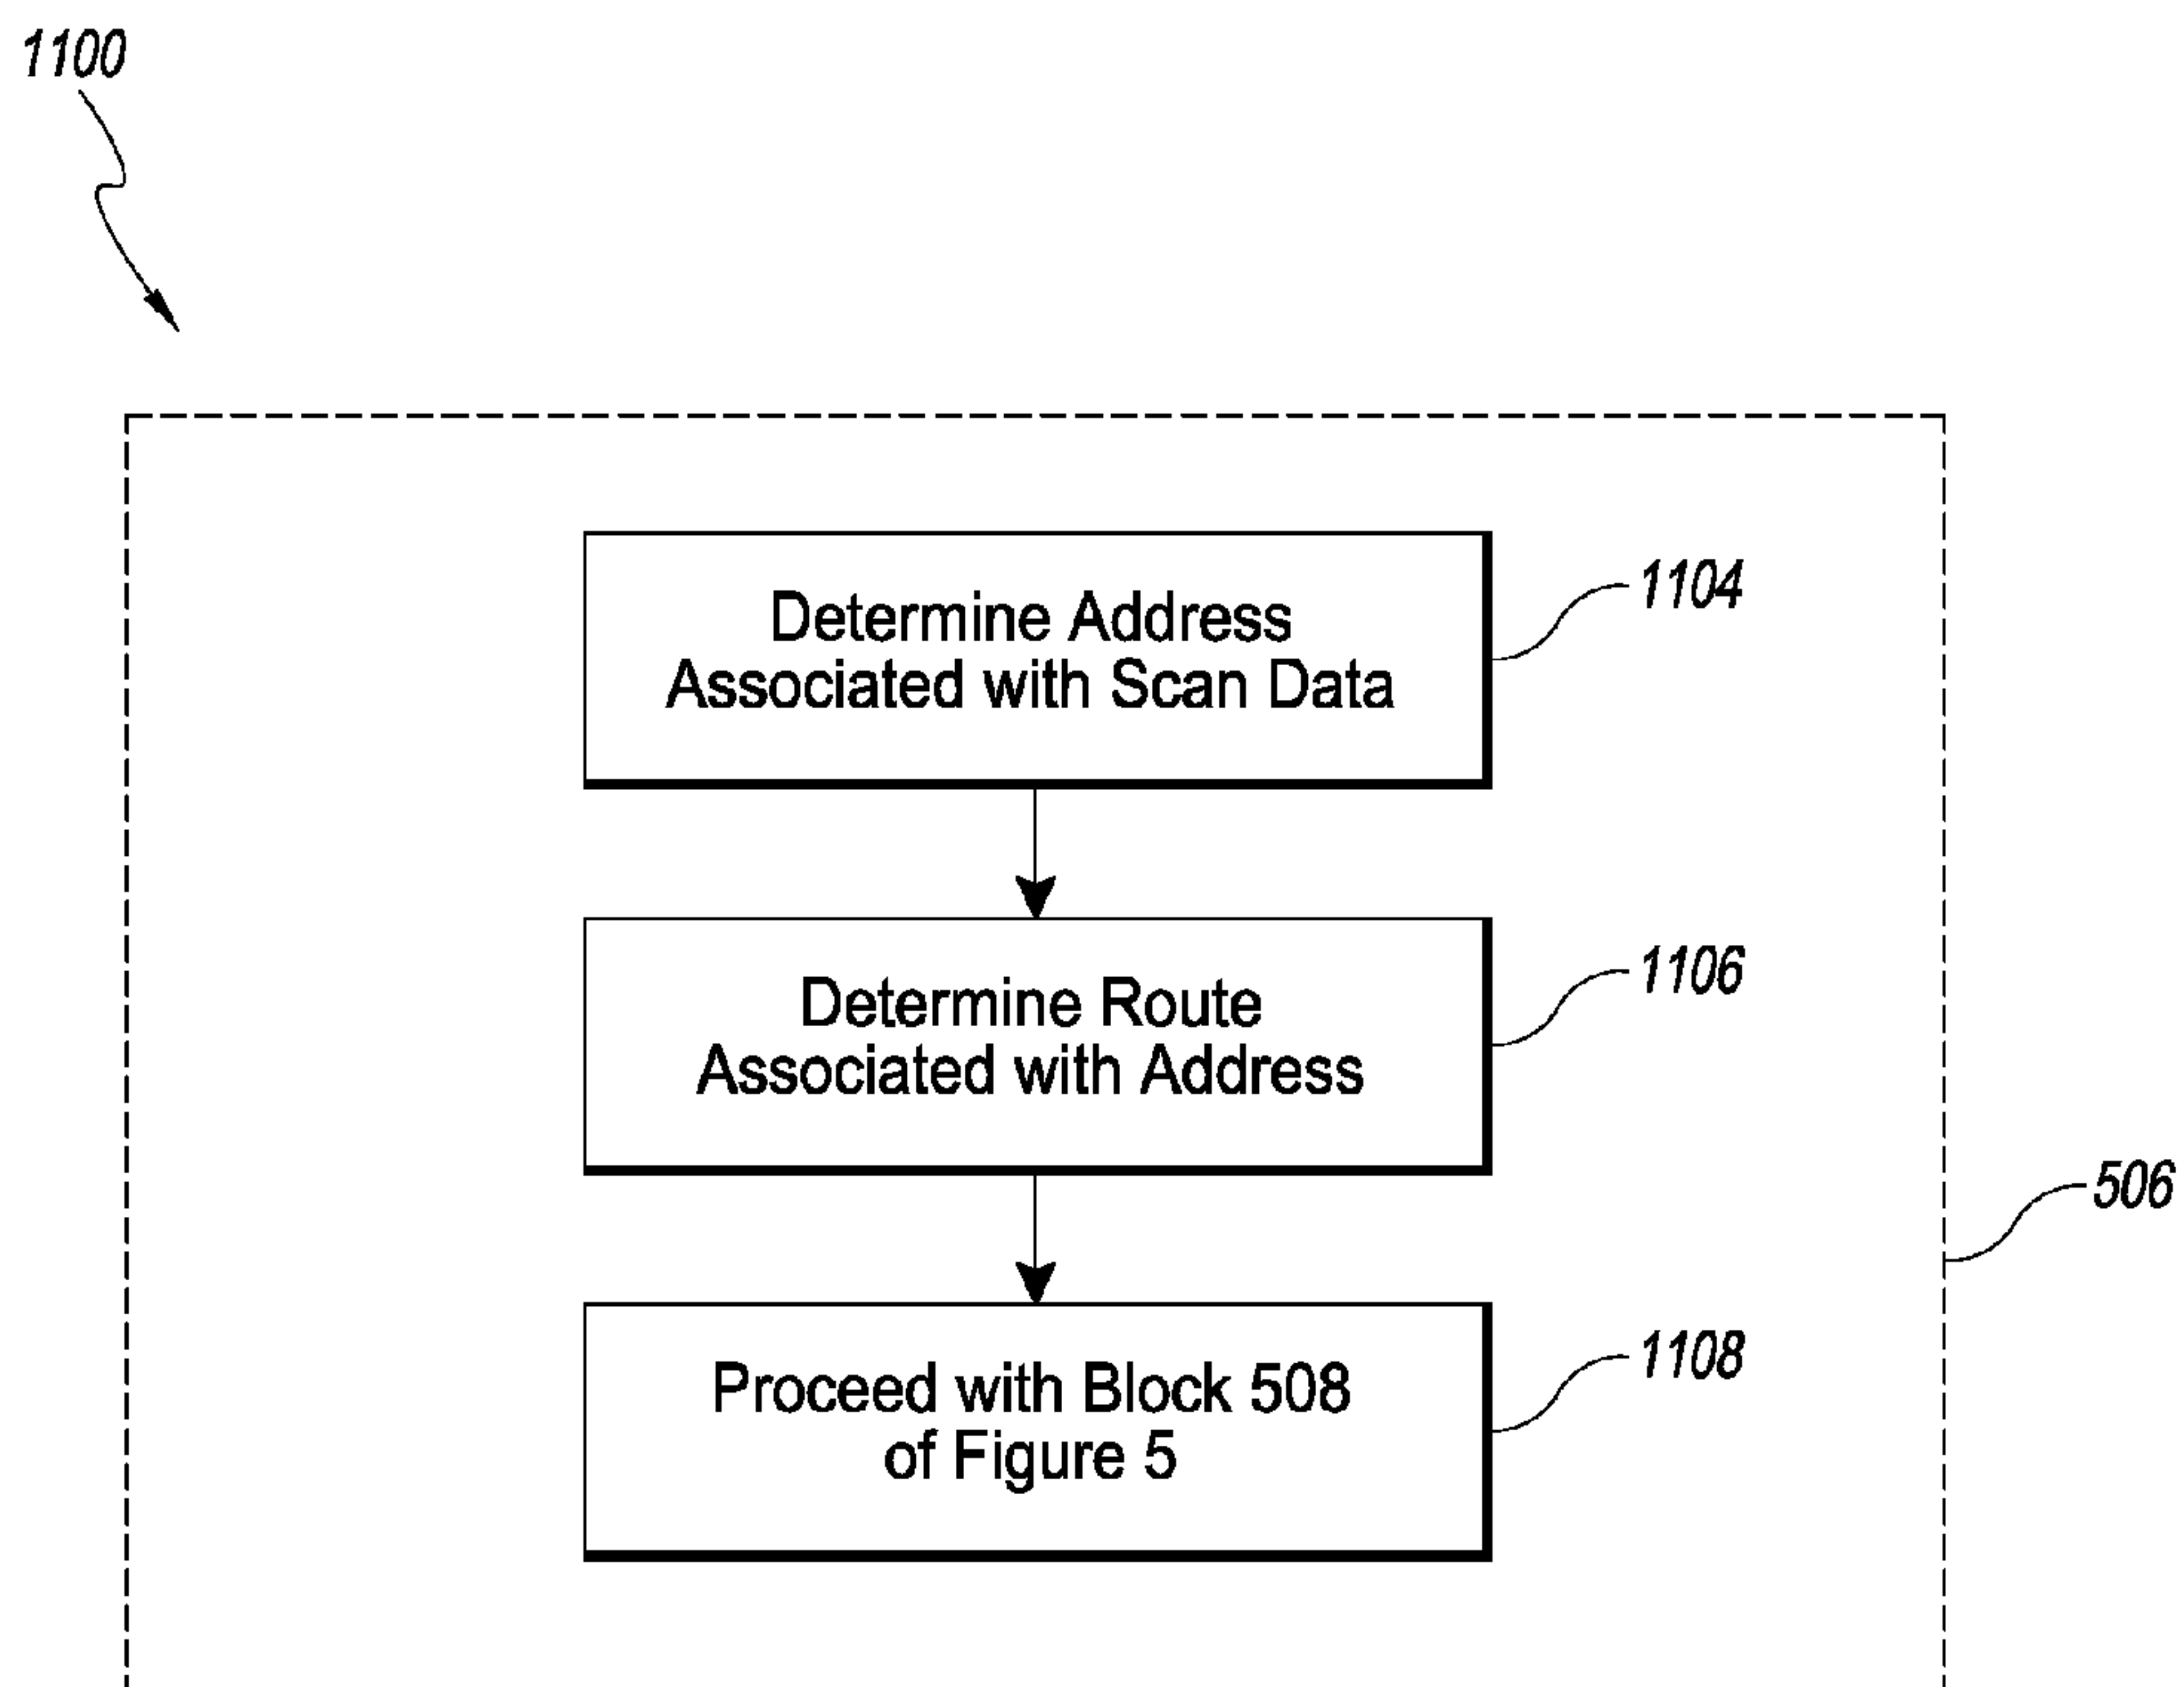 1100
Determine Address
Associated with Scan Data
1104
Determine Route
Associated with Address
1106
506
Proceed with Block 508
of Figure 5
1108